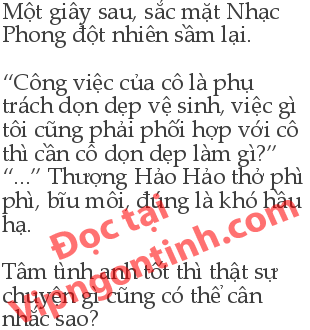 Một giây sau, sắc mặt Nhạc
Phong đột nhiên sầm lại.
“Công việc của cô là phụ
trách dọn dẹp vệ sinh, việc gì
tôi cũng phải phối hợp với cô
thì cần cô dọn dẹp làm gì?”
“...” Thượng Hảo Hảo thở phì
phì, bĩu môi, đúng là khó hầu
hạ.
Đọc tại
Vipngontinh.com
Tâm tình anh tốt thì thật sự
chuyện gì cũng có thể cân
nhắc sao?